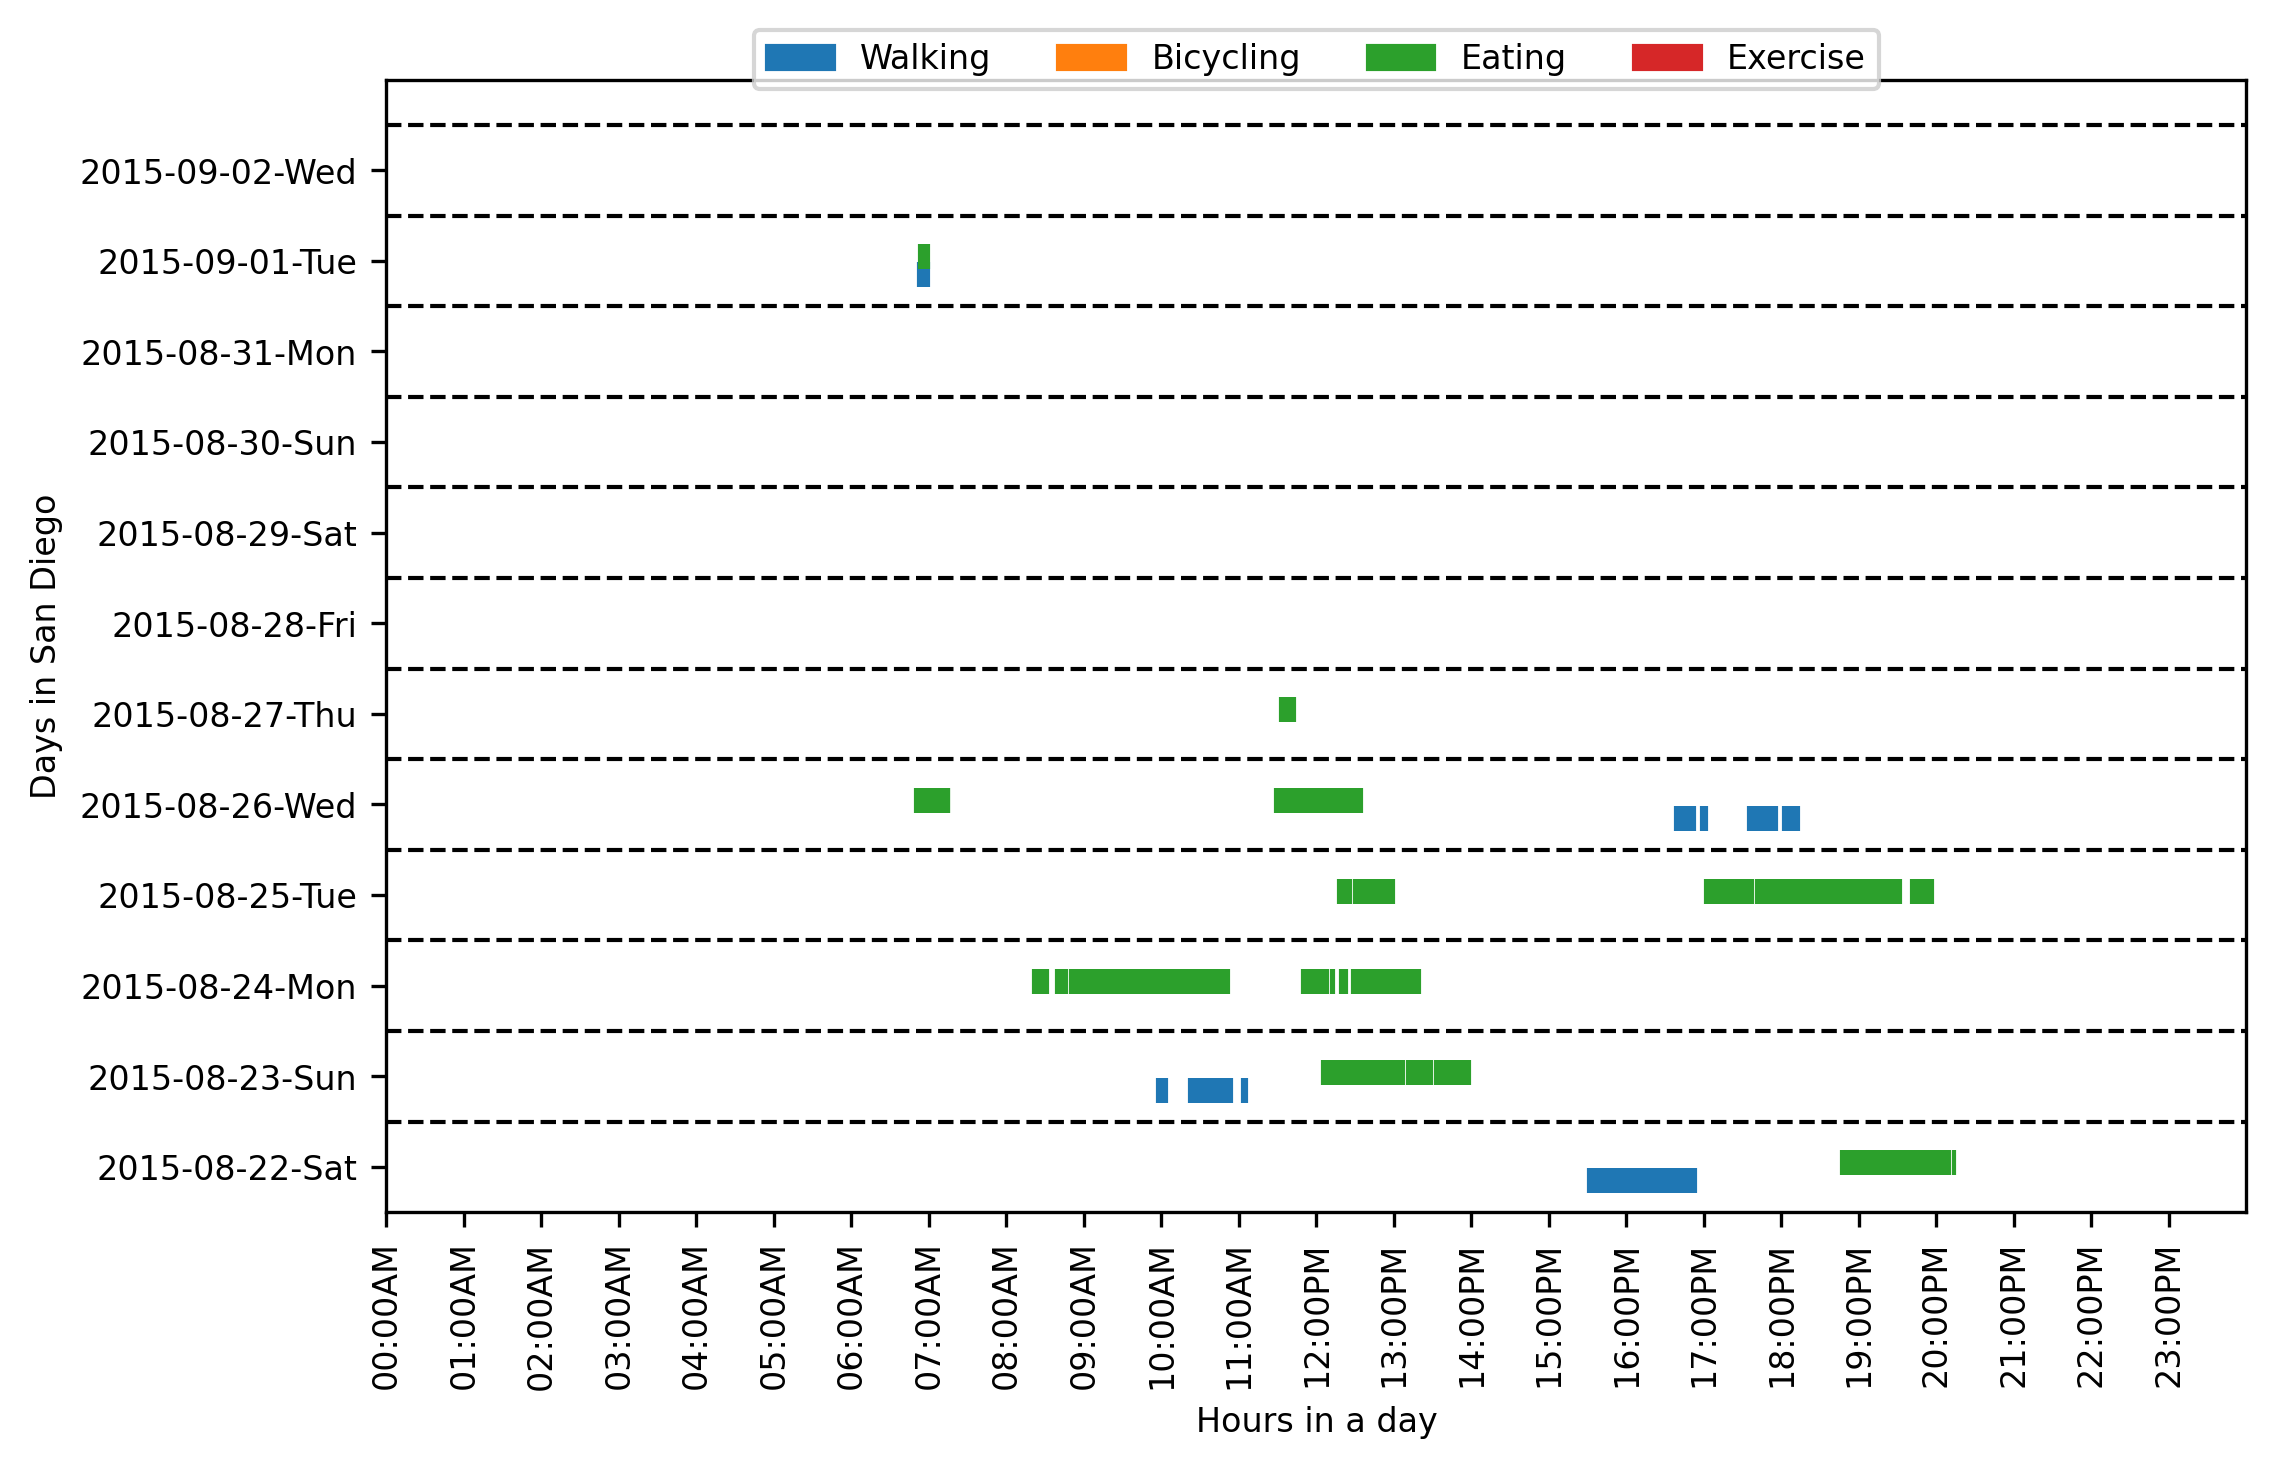 Walking Bicycling Eating Exercise
Days in San Diego
2015-09-02-Wed
2015-09-01-Tue
2015-08-31-Mon
2015-08-30-Sun
2015-08-29-Sat
2015-08-28-Fri
2015-08-27-Thu
2015-08-26-Wed
2015-08-25-Tue
2015-08-24-Mon
2015-08-23-Sun
2015-08-22-Sat
00:00AM
01:00AM
02:00AM
03:00AM
04:00AM
05:00AM
06:00AM
07:00AM
08:00AM
09:00AM
10:00AM
11:00AM
12:00PM
13:00PM
14:00PM
15:00PM
16:00PM
17:00PM
18:00PM
19:00PM
20:00PM
21:00PM
22:00PM
23:00PM
Hours in a day